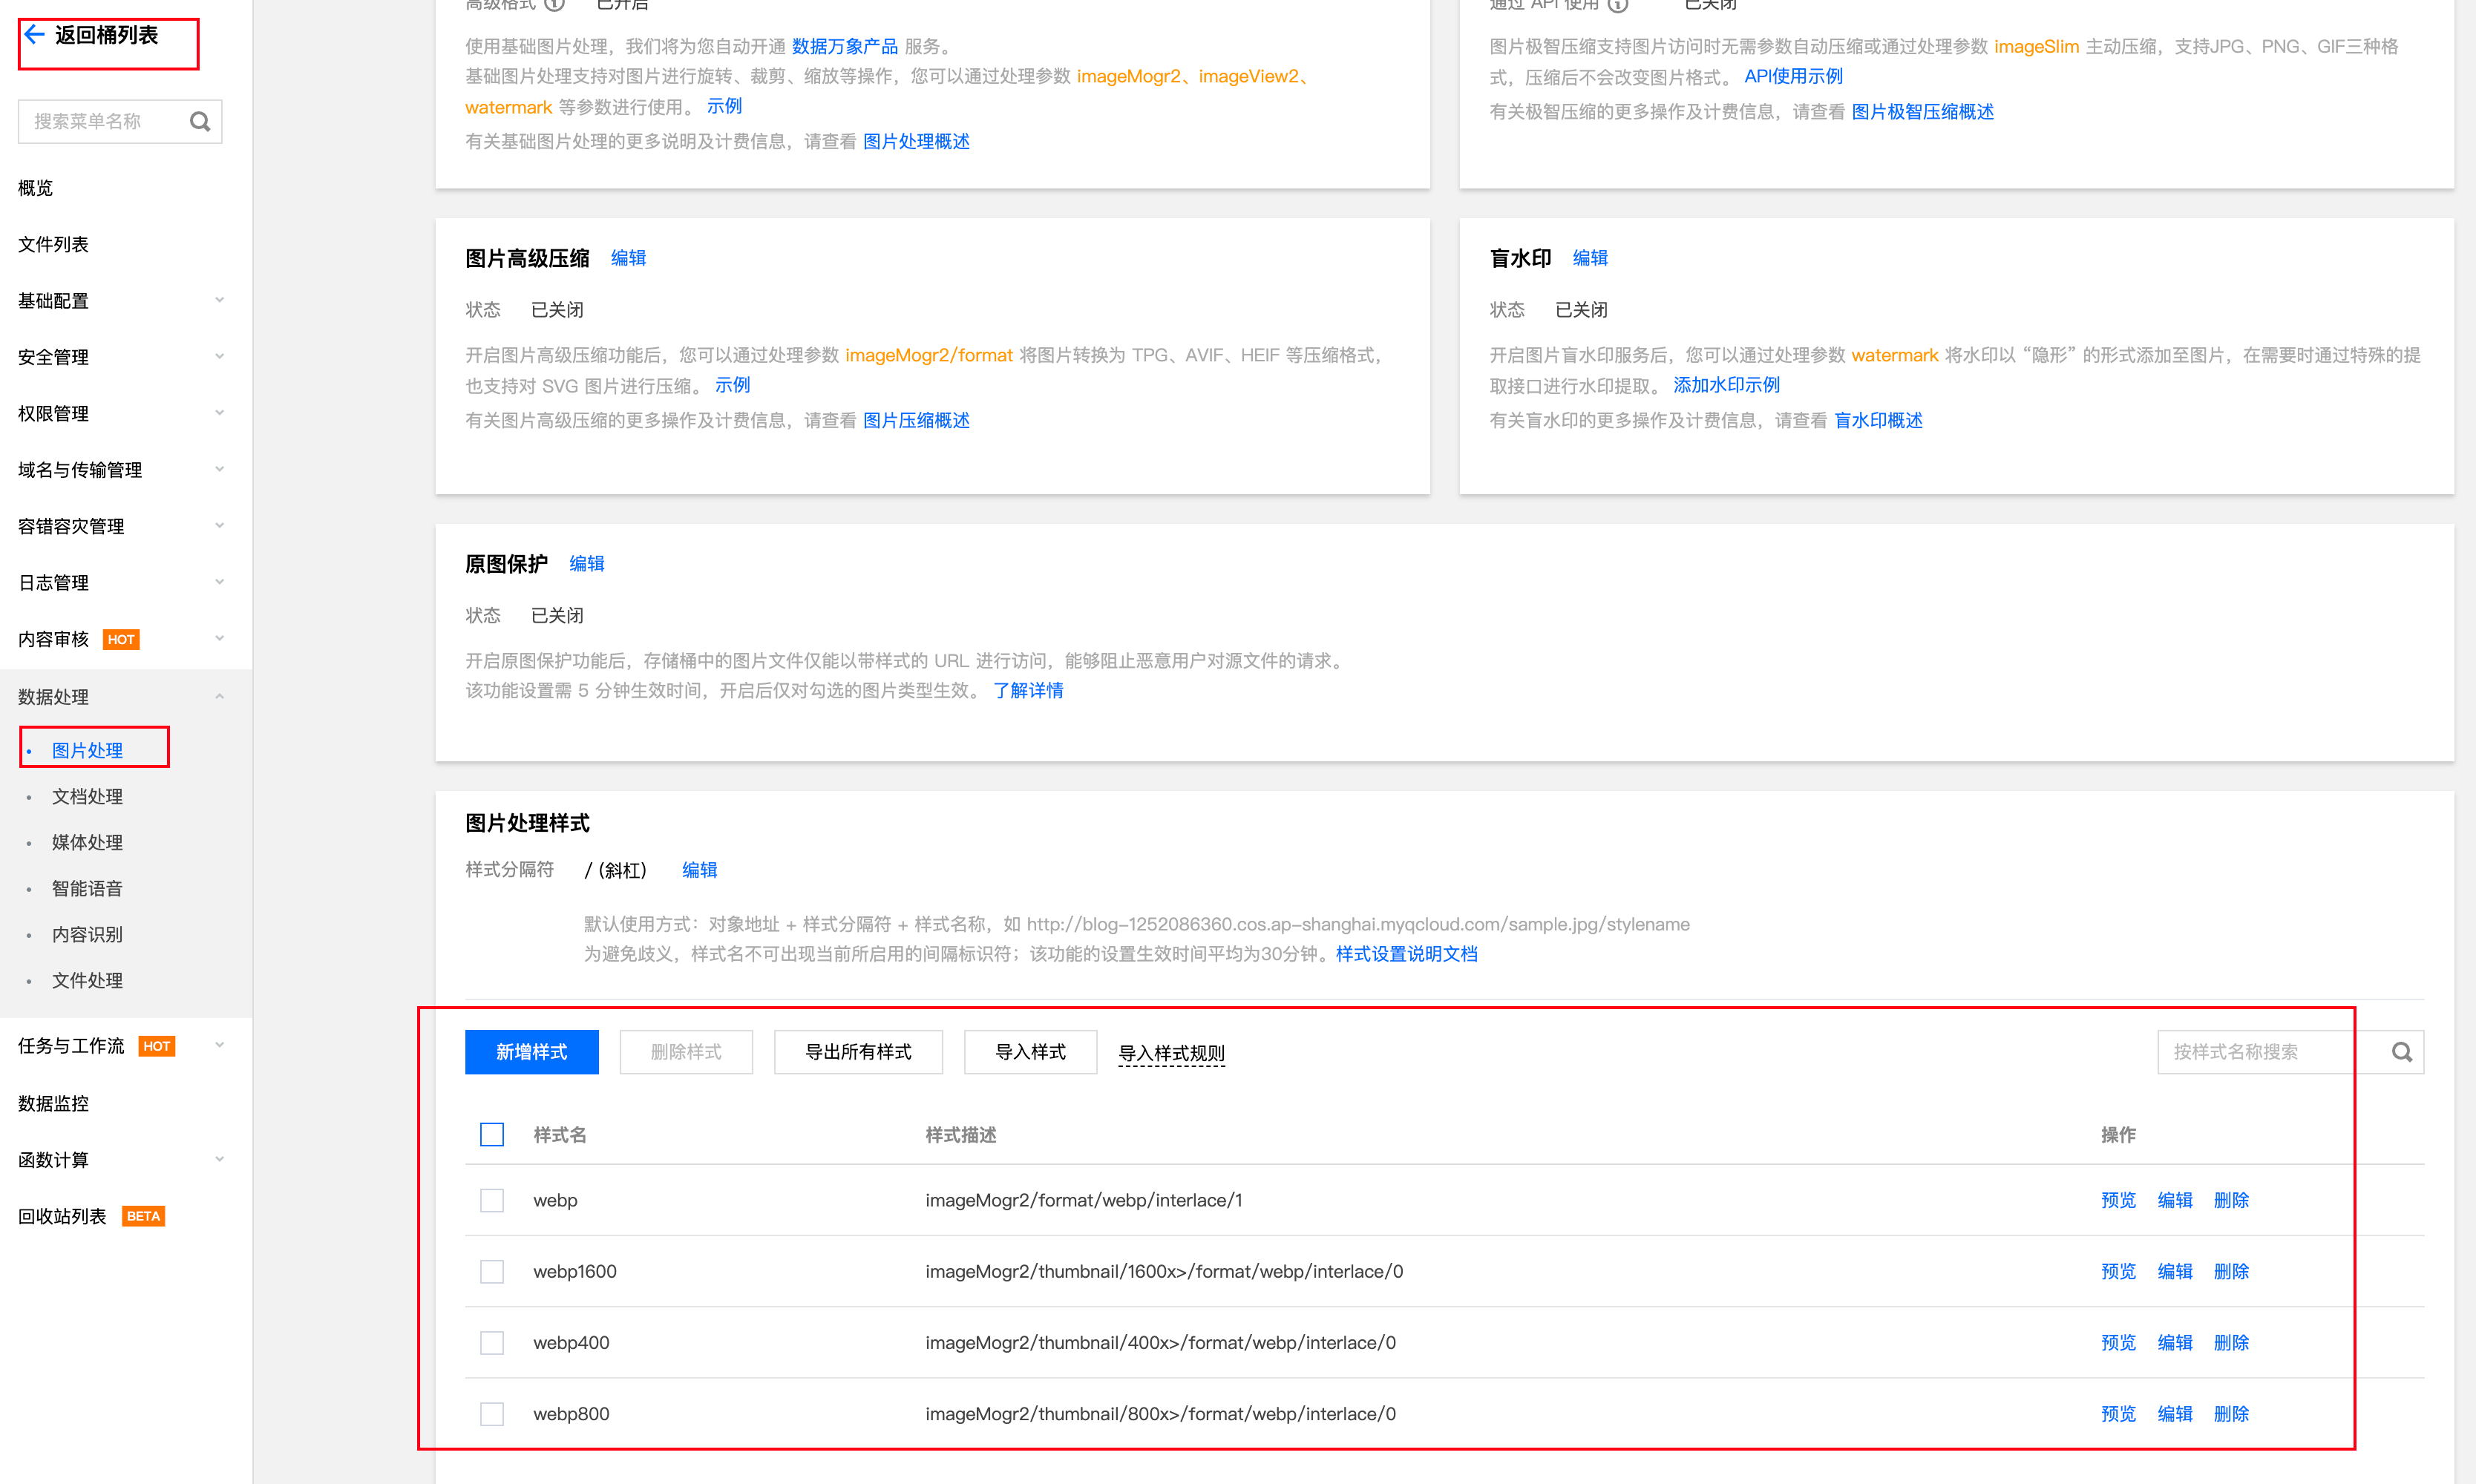 返回桶列表
搜索菜单名称
概览
文件列表
基础配置
安全管理
权限管理
域名与传输管理
容错容灾管理
日志管理
内容审核 HOT
数据处理
图片处理
文档处理
媒体处理
智能语音
内容识别
文件处理
任务与工作流 HOT
数据监控
函数计算
回收站列表 BETA
高级格式 已开启
使用基础图片处理，我们将为您自动开通 数据万象产品 服务。
基础图片处理支持对图片进行旋转、裁剪、缩放等操作，您可以通过处理参数 imageMogr2、imageView2、
watermark 等参数进行使用。 示例
有关基础图片处理的更多说明及计费信息，请查看 图片处理概述
通过 API 使用 已关闭
图片极智压缩支持图片访问时无需参数自动压缩或通过处理参数 imageSlim 主动压缩，支持JPG、PNG、GIF三种格
式，压缩后不会改变图片格式。 API使用示例
有关极智压缩的更多操作及计费信息，请查看 图片极智压缩概述
图片高级压缩 编辑
状态 已关闭
开启图片高级压缩功能后，您可以通过处理参数 imageMogr2/format 将图片转换为 TPG、AVIF、HEIF 等压缩格式，
也支持对 SVG 图片进行压缩。 示例
有关图片高级压缩的更多操作及计费信息，请查看 图片压缩概述
盲水印 编辑
状态 已关闭
开启图片盲水印服务后，您可以通过处理参数 watermark 将水印以 “隐形” 的形式添加至图片，在需要时通过特殊的提
取接口进行水印提取。 添加水印示例
有关盲水印的更多操作及计费信息，请查看 盲水印概述
原图保护 编辑
状态 已关闭
开启原图保护功能后，存储桶中的图片文件仅能以带样式的 URL 进行访问，能够阻止恶意用户对源文件的请求。
该功能设置需 5 分钟生效时间，开启后仅对勾选的图片类型生效。 了解详情
图片处理样式
样式分隔符 / (斜杠) 编辑
默认使用方式：对象地址 + 样式分隔符 + 样式名称，如 http://blog-1252086360.cos.ap-shanghai.myqcloud.com/sample.jpg/stylename
为避免歧义，样式名不可出现当前所启用的间隔标识符；该功能的设置生效时间平均为30分钟。样式设置说明文档
新增样式 删除样式 导出所有样式 导入样式 导入样式规则 按样式名称搜索
样式名 样式描述 操作
webp imageMogr2/format/webp/interlace/1 预览 编辑 删除
webp1600 imageMogr2/thumbnail/1600x>/format/webp/interlace/0 预览 编辑 删除
webp400 imageMogr2/thumbnail/400x>/format/webp/interlace/0 预览 编辑 删除
webp800 imageMogr2/thumbnail/800x>/format/webp/interlace/0 预览 编辑 删除